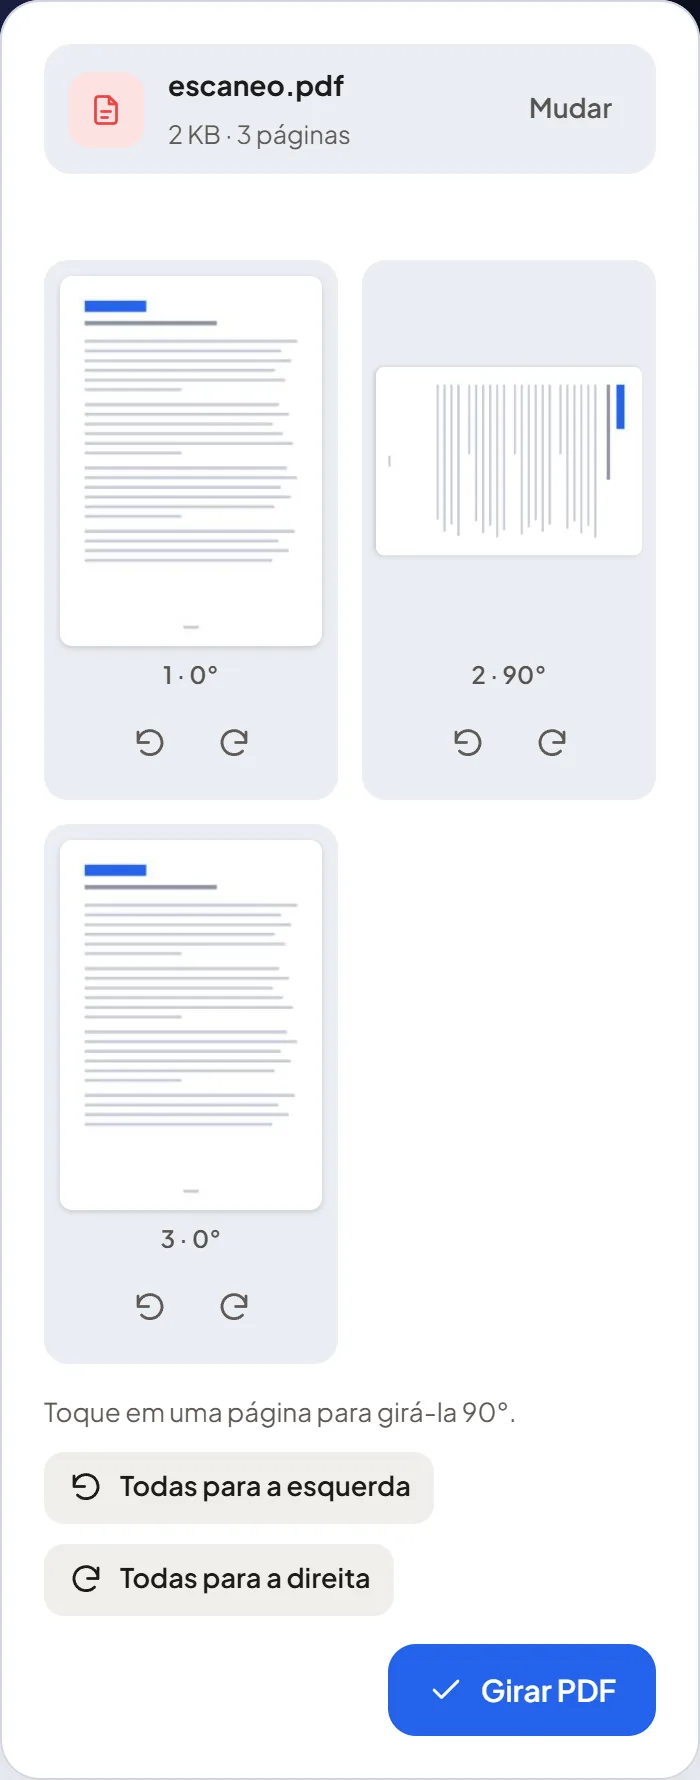 escaneo.pdf
2 KB · 3 páginas
Mudar
1 · 0°
2 · 90°
3 · 0°
Toque em uma página para girá-la 90°.
Todas para a esquerda
Todas para a direita
Girar PDF